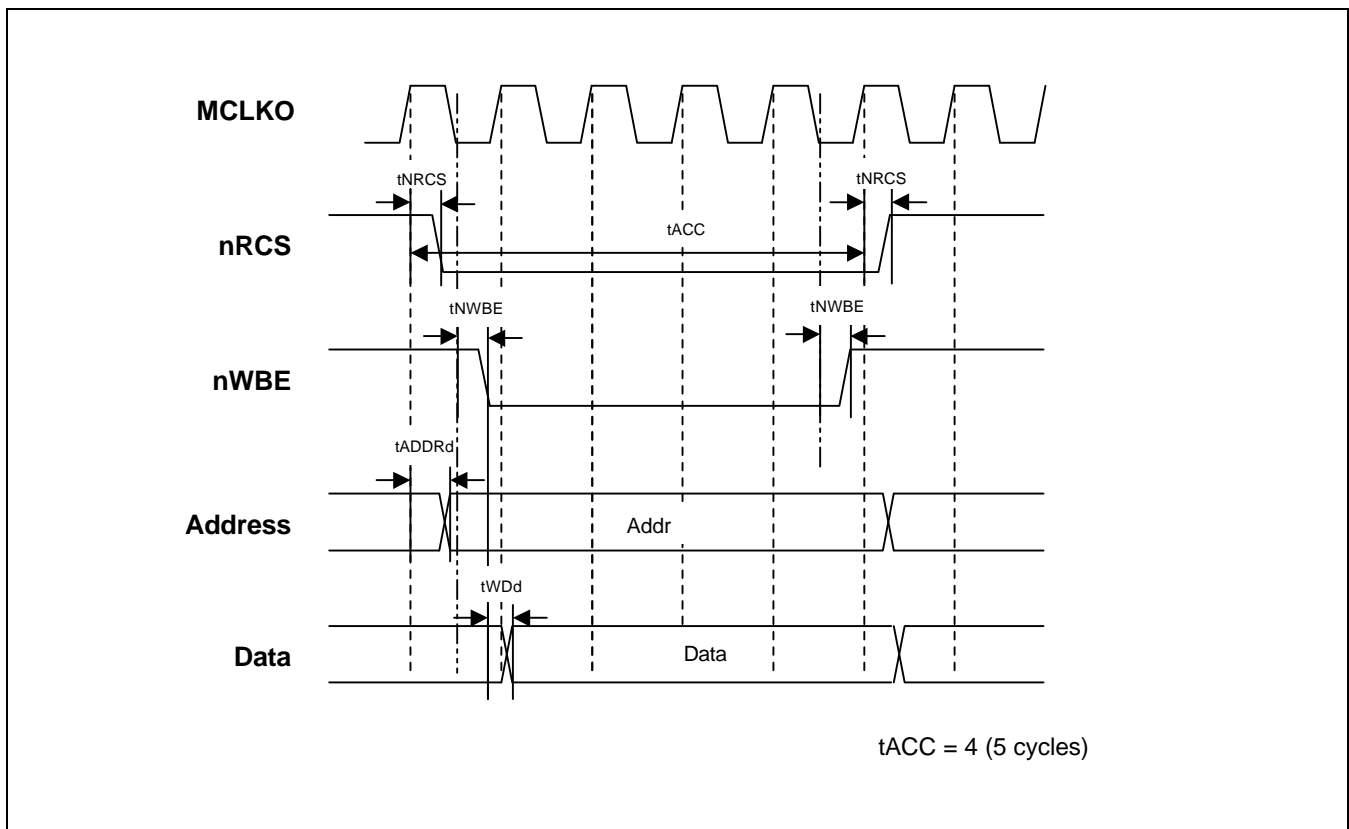 MCLKO
tNRCS
tNRCS
nRCS
tACC
tNWBE
tNWBE
nWBE
tADDRd
Address
Addr
tWDd
Data
Data
tACC = 4 (5 cycles)